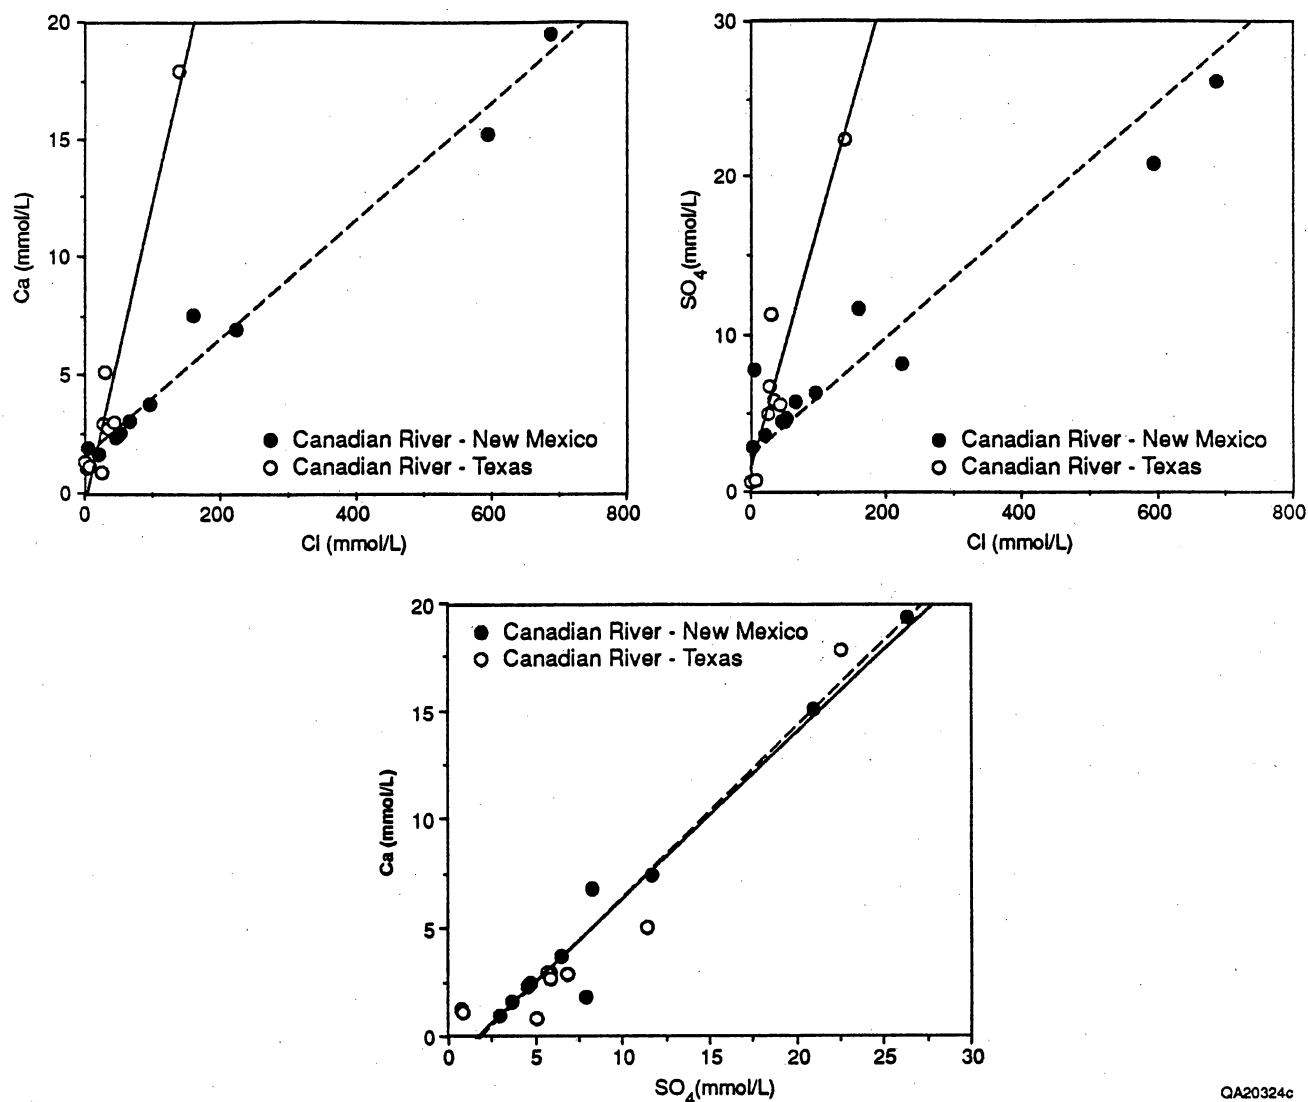 20
15
10
5
0
Ca (mmol/L)
0 200 400 600 800
Cl (mmol/L)
● Canadian River - New Mexico
○ Canadian River - Texas
30
20
10
0
SO4(mmol/L)
0 200 400 600 800
Cl (mmol/L)
● Canadian River - New Mexico
○ Canadian River - Texas
20
15
10
5
0
Ca (mmol/L)
● Canadian River - New Mexico
○ Canadian River - Texas
0 5 10 15 20 25 30
SO4(mmol/L)
QA20324c